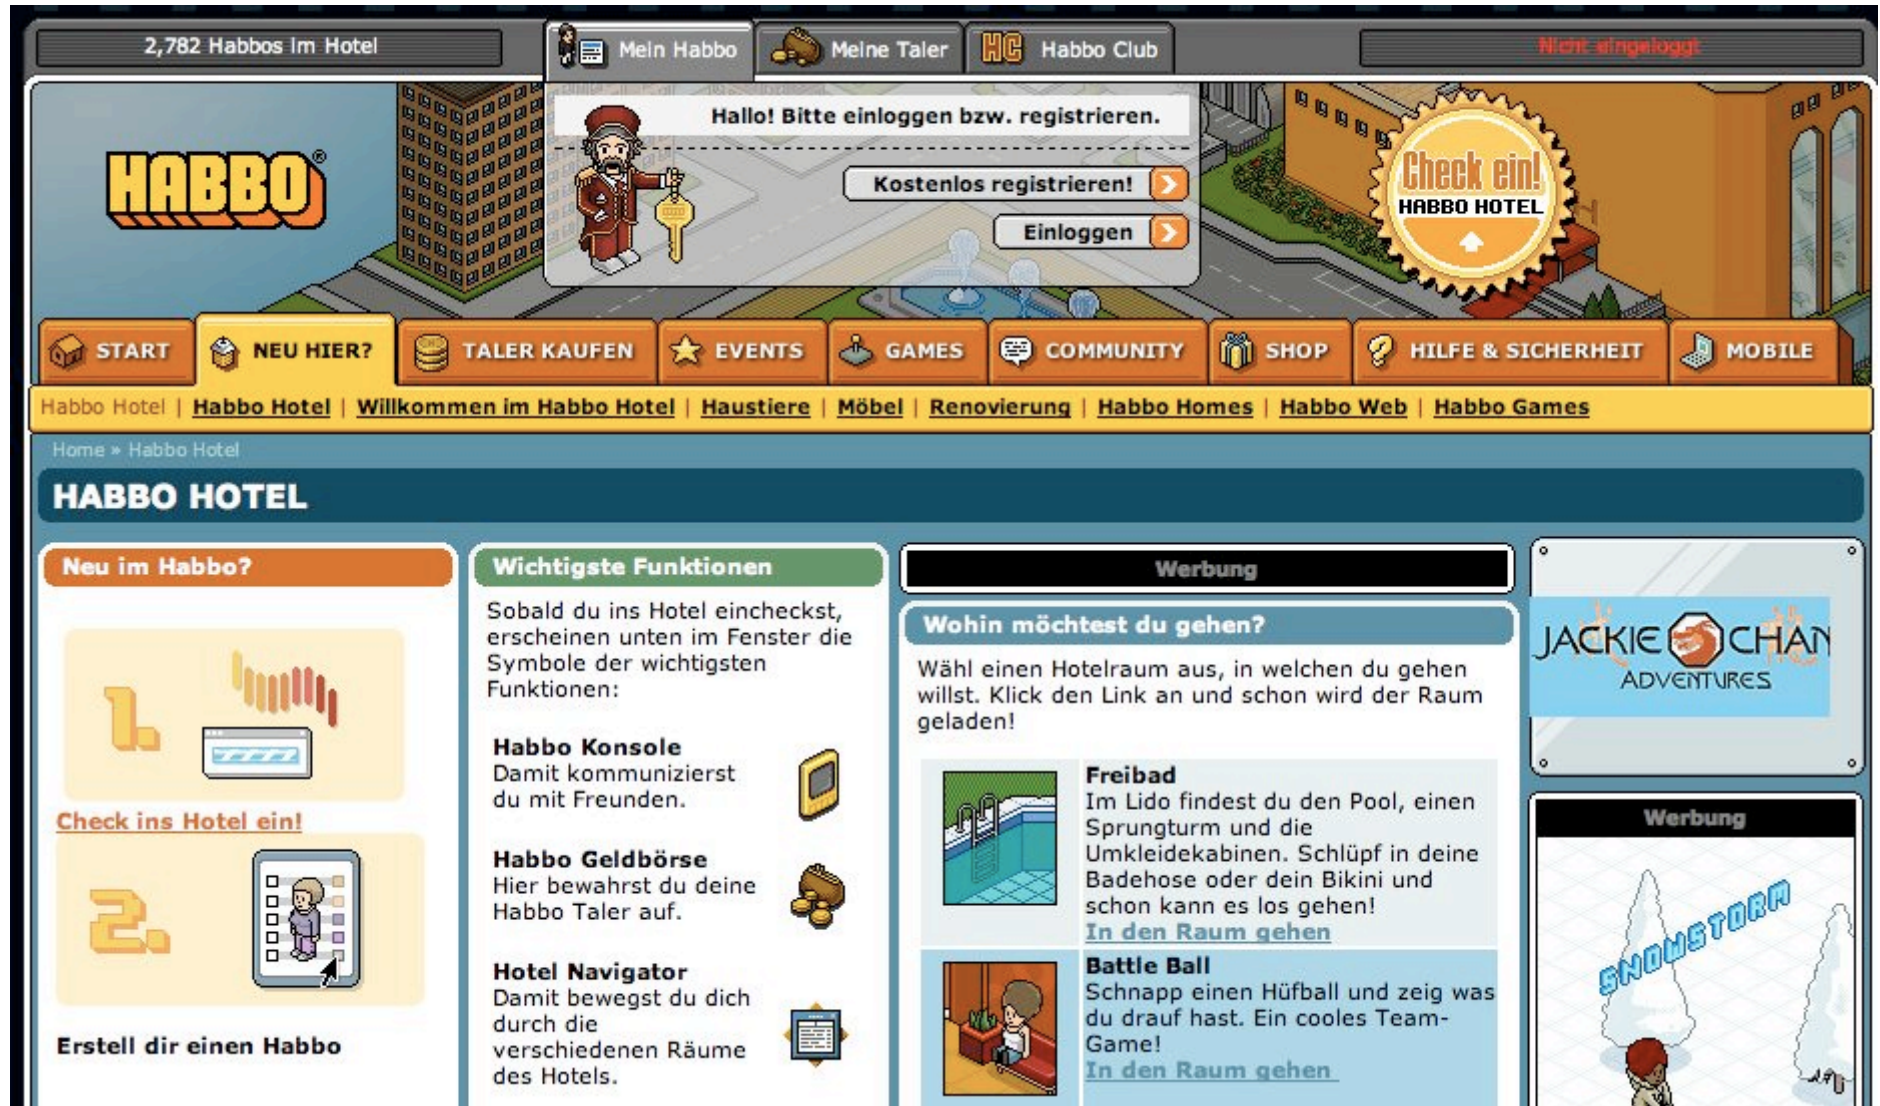 2,782 Habbos im Hotel
Mein Habbo
Meine Taler
HC Habbo Club
Nicht eingeloggt
HABBO®
Hallo! Bitte einloggen bzw. registrieren.
Kostenlos registrieren!
Einloggen
Check ein!
HABBO HOTEL
START
NEU HIER?
TALER KAUFEN
EVENTS
GAMES
COMMUNITY
SHOP
HILFE & SICHERHEIT
MOBILE
Habbo Hotel | Habbo Hotel | Willkommen im Habbo Hotel | Haustiere | Möbel | Renovierung | Habbo Homes | Habbo Web | Habbo Games
Home » Habbo Hotel
HABBO HOTEL
Neu im Habbo?
1.
Check ins Hotel ein!
2.
Erstell dir einen Habbo
Wichtigste Funktionen
Sobald du ins Hotel eincheckst,
erscheinen unten im Fenster die
Symbole der wichtigsten
Funktionen:
Habbo Konsole
Damit kommunizierst
du mit Freunden.
Habbo Geldbörse
Hier bewahrst du deine
Habbo Taler auf.
Hotel Navigator
Damit bewegst du dich
durch die
verschiedenen Räume
des Hotels.
Werbung
Wohin möchtest du gehen?
Wähl einen Hotelraum aus, in welchen du gehen
willst. Klick den Link an und schon wird der Raum
geladen!
Freibad
Im Lido findest du den Pool, einen
Sprungturm und die
Umkleidekabinen. Schlüpf in deine
Badehose oder dein Bikini und
schon kann es los gehen!
In den Raum gehen
Battle Ball
Schnapp einen Hüfball und zeig was
du drauf hast. Ein cooles Team-
Game!
In den Raum gehen
JACKIE CHAN
ADVENTURES
Werbung
SNOWSTORM